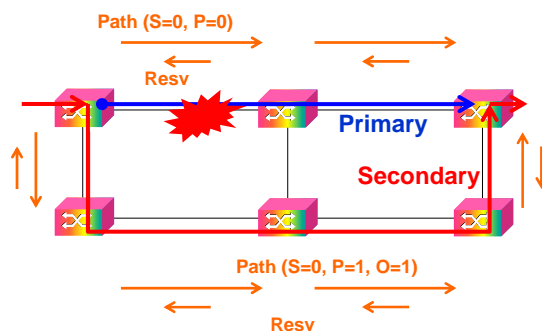 Path (S=0, P=0)
Resv
Primary
Secondary
Path (S=0, P=1, O=1)
Resv